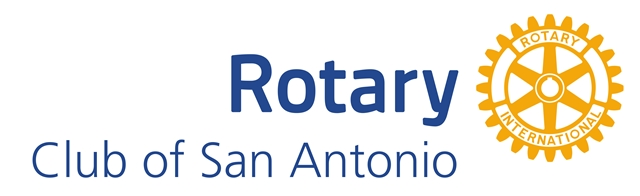 Rotary
Club of San Antonio
ROTARY
INTERNATIONAL